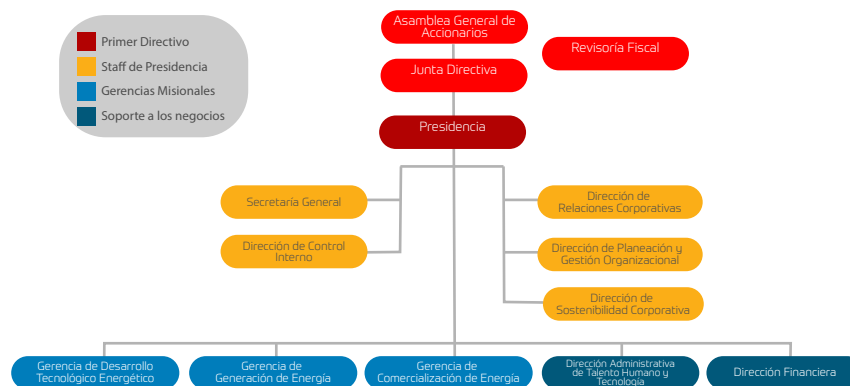 Primer Directivo
Staff de Presidencia
Gerencias Misionales
Soporte a los negocios
Asamblea General de
Accionarios
Revisoría Fiscal
Junta Directiva
Presidencia
Secretaría General
Dirección de Control
Interno
Dirección de
Relaciones Corporativas
Dirección de Planeación y
Gestión Organizacional
Dirección de
Sostenibilidad Corporativa
Gerencia de Desarrollo
Tecnológico Energético
Gerencia de
Generación de Energía
Gerencia de
Comercialización de Energía
Dirección Administrativa
de Talento Humano y
Tecnología
Dirección Financiera